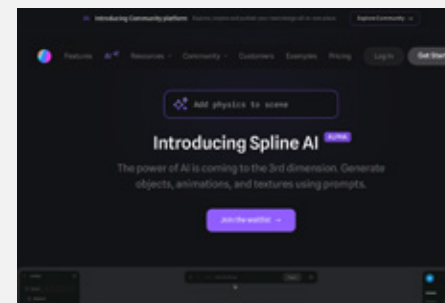 Introducing Community platform
Explore Community →
Features AI Resources Community Customers Examples Pricing Log in Get Start
Add physics to scene
Introducing Spline AI ALPHA
The power of AI is coming to the 3rd dimension. Generate
objects, animations, and textures using prompts.
Join the waitlist →